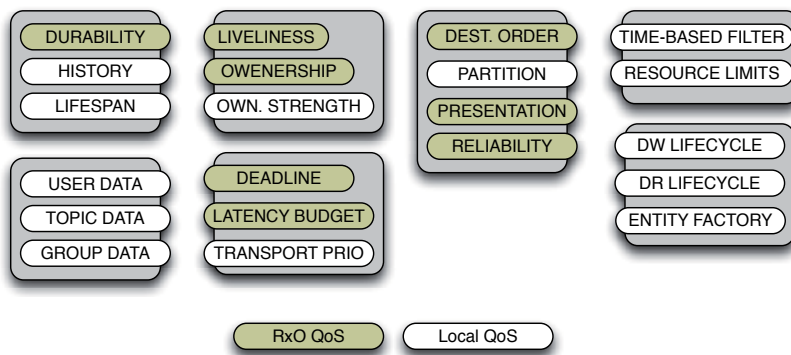 DURABILITY
HISTORY
LIFESPAN
LIVELINESS
OWENERSHIP
OWN. STRENGTH
DEST. ORDER
PARTITION
PRESENTATION
RELIABILITY
TIME-BASED FILTER
RESOURCE LIMITS
USER DATA
TOPIC DATA
GROUP DATA
DEADLINE
LATENCY BUDGET
TRANSPORT PRIO
DW LIFECYCLE
DR LIFECYCLE
ENTITY FACTORY
RxO QoS
Local QoS